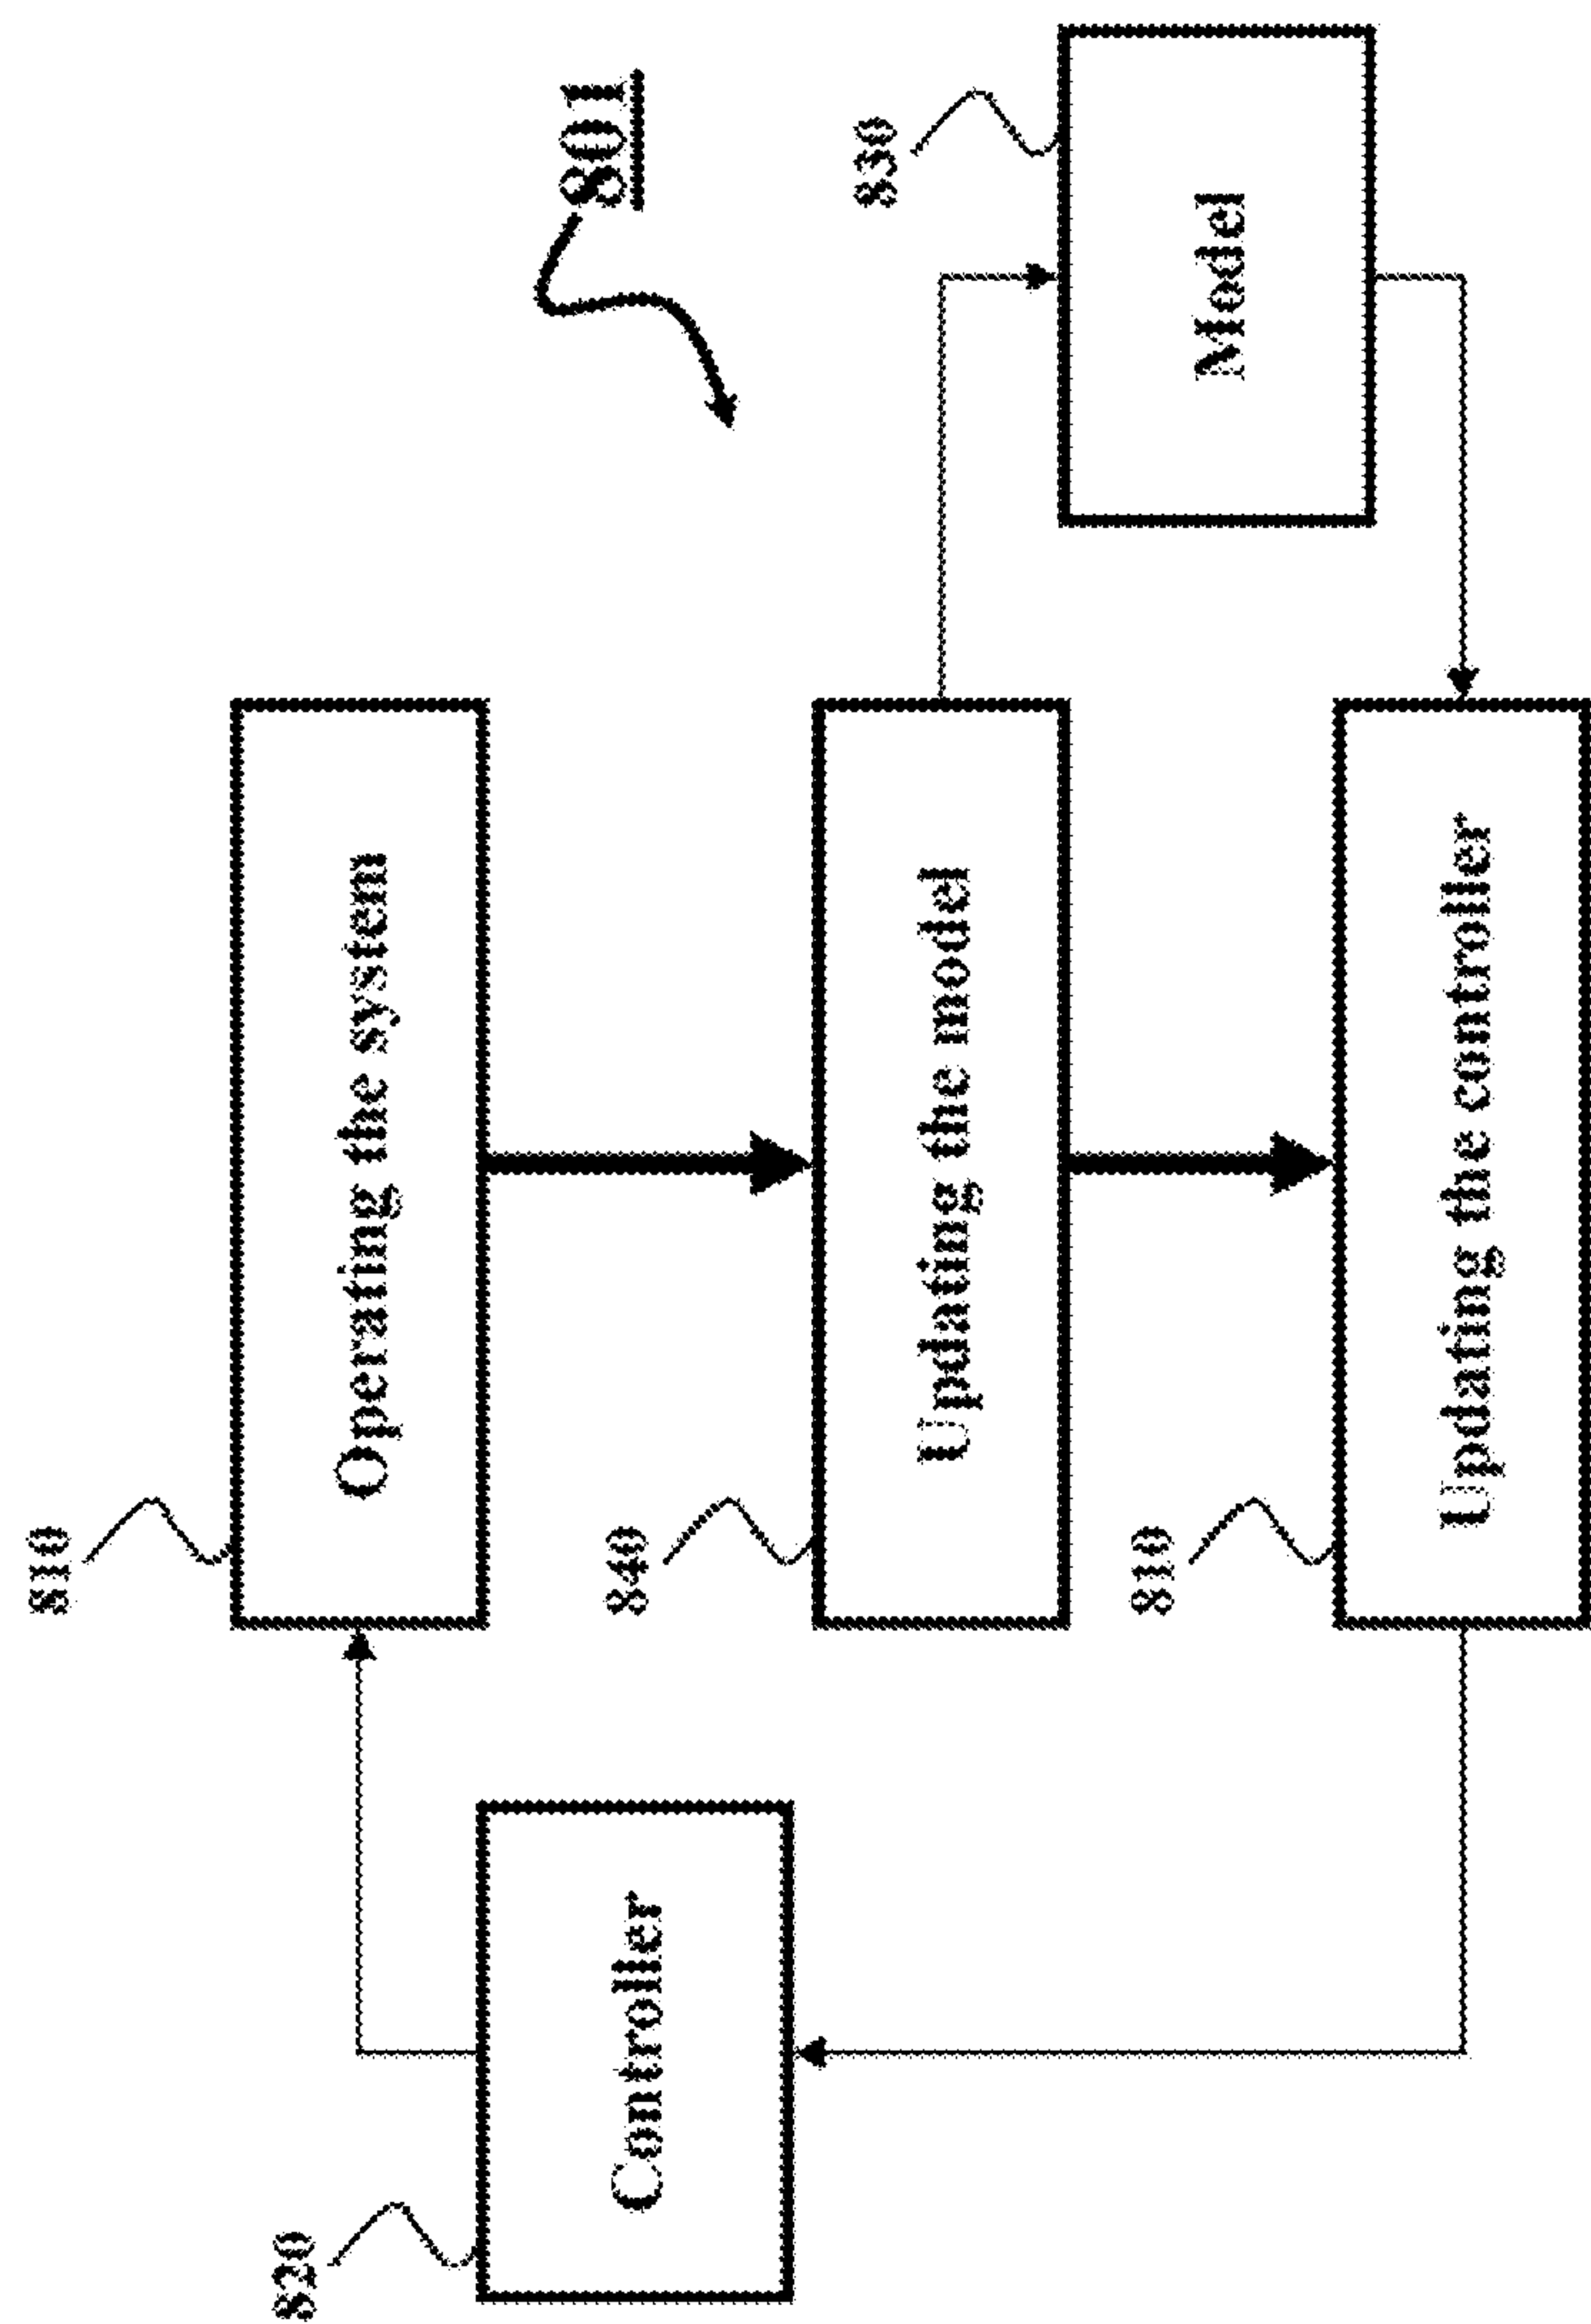 801
810
Operating the system
820
Controller
840
Updating the model
830
Model
810
Updating the controller